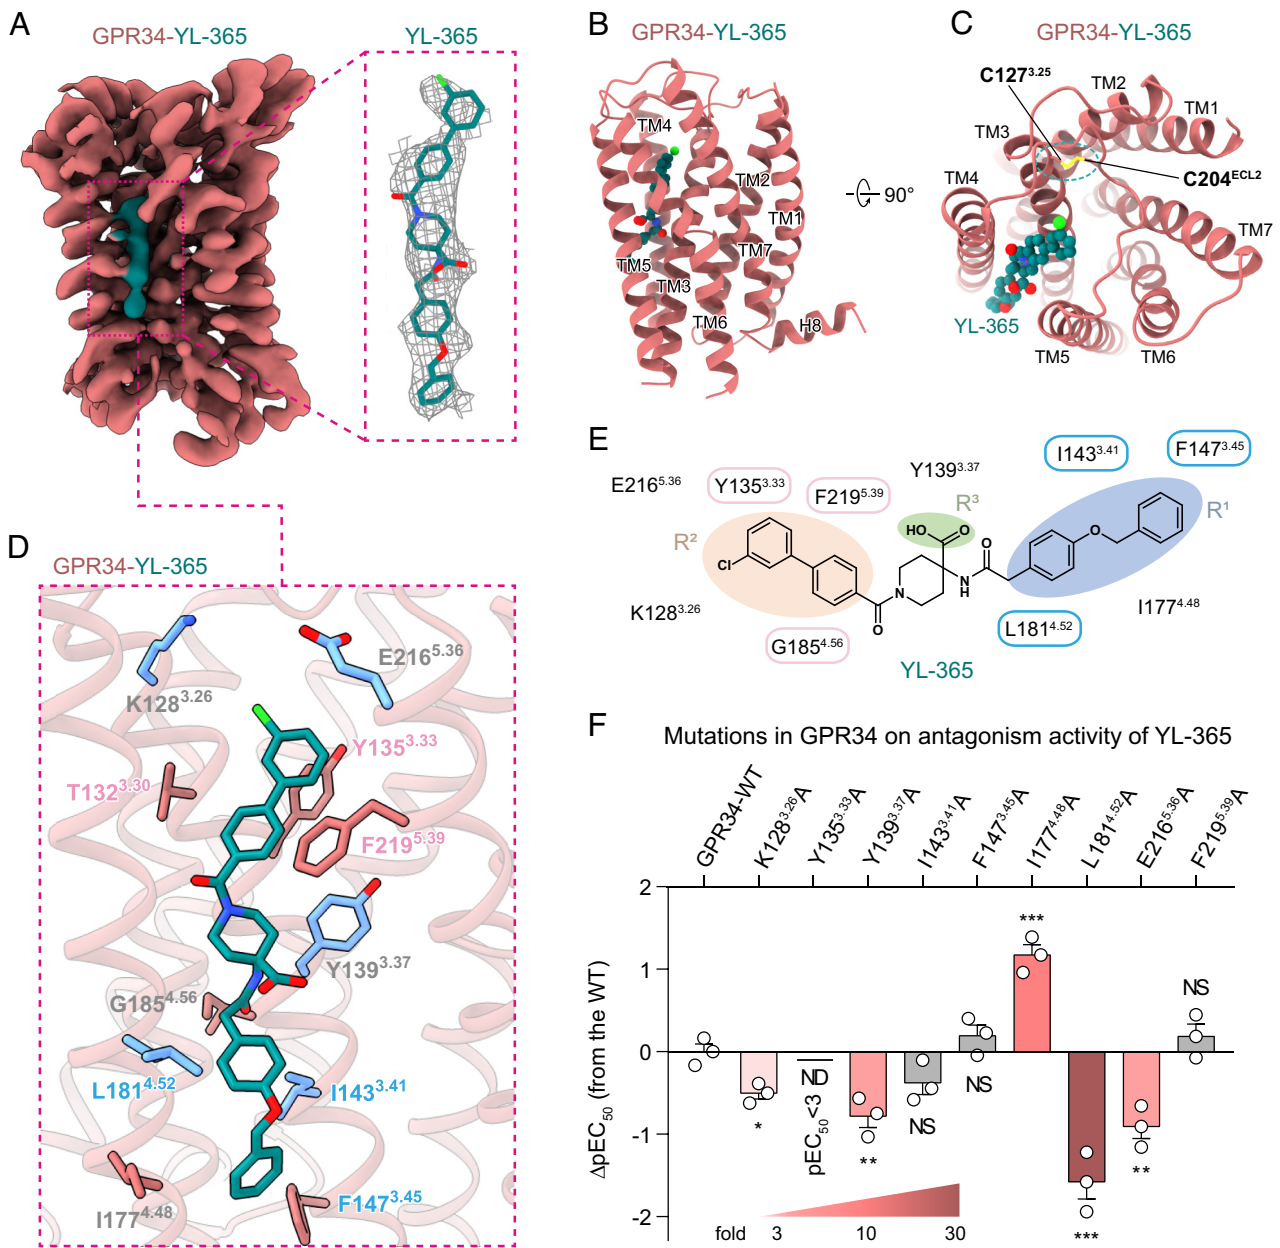 A
GPR34-YL-365
YL-365
B
GPR34-YL-365
TM4
TM2
TM1
TM5
TM7
TM3
TM6
H8
90°
C
GPR34-YL-365
C127³·²⁵
TM2
TM1
TM3
TM4
C204ᴱᶜᴸ²
TM7
YL-365
TM5
TM6
D
GPR34-YL-365
K128³·²⁶
E216⁵·³⁶
Y135³·³³
T132³·³⁰
F219⁵·³⁹
Y139³·³⁷
G185⁴·⁵⁶
L181⁴·⁵²
I143³·⁴¹
I177⁴·⁴⁸
F147³·⁴⁵
E
E216⁵·³⁶
Y135³·³³
F219⁵·³⁹
Y139³·³⁷
I143³·⁴¹
F147³·⁴⁵
R²
R³
R¹
HO
O
O
O
Cl
N
N
H
O
K128³·²⁶
G185⁴·⁵⁶
L181⁴·⁵²
I177⁴·⁴⁸
YL-365
F
Mutations in GPR34 on antagonism activity of YL-365
GPR34-WT
K128³·²⁶A
Y135³·³³A
Y139³·³⁷A
I143³·⁴¹A
F147³·⁴⁵A
I177⁴·⁴⁸A
L181⁴·⁵²A
E216⁵·³⁶A
F219⁵·³⁹A
ΔpEC₅₀ (from the WT)
2
1
0
-1
-2
*
ND
pEC₅₀<3
**
NS
NS
***
***
**
NS
fold 3 10 30